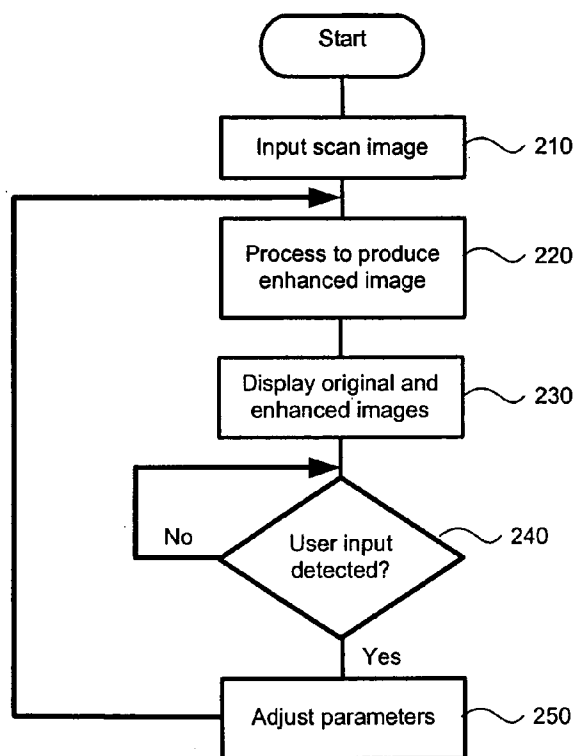 Start
Input scan image
210
Process to produce
enhanced image
220
Display original and
enhanced images
230
User input
detected?
240
No
Yes
Adjust parameters
250